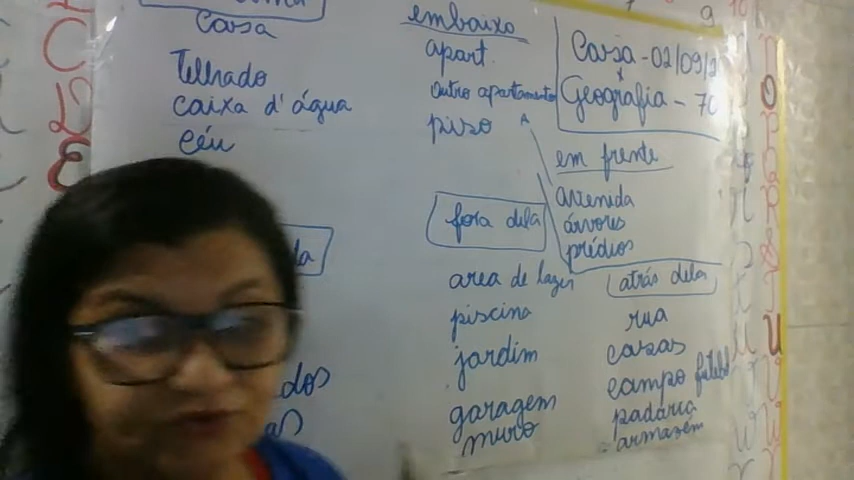 Casa
Telhado
caixa d'água
céu
embaixo
apart.
outro apartamento
piso
Casa - 02/09/2
Geografia - 7C
em frente
avenida
árvores
prédios
fora dela
area de lazer
piscina
jardim
garagem
muro
atrás dela
rua
casas
campo futebol
padaria
armazém